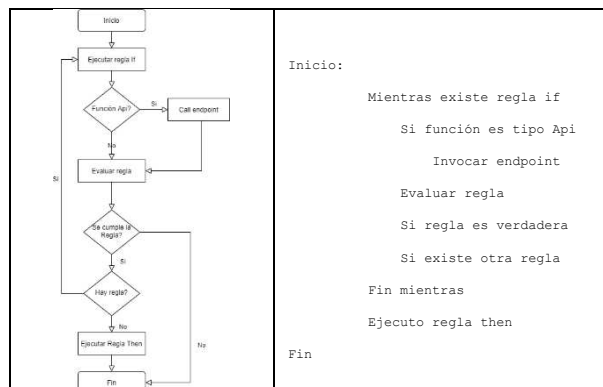 Inicio
Ejecutar regla If
Función Api?
Si
Call endpoint
No
Evaluar regla
Si
Se cumple la
Regla?
Si
Hay regla?
No
Ejecutar Regla Then
No
Fin
Inicio:
Mientras existe regla if
Si función es tipo Api
Invocar endpoint
Evaluar regla
Si regla es verdadera
Si existe otra regla
Fin mientras
Ejecuto regla then
Fin